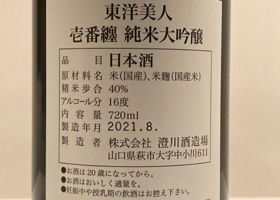 東洋美人
壱番纏 純米大吟醸
品目 日本酒
原材料名 米(国産)、米麹(国産米)
精米歩合 40%
アルコール分 16度
内容量 720ml
製造年月 2021.8.
製造者 株式会社 澄川酒造場
山口県萩市大字中小川611
●お酒は20歳になってから。
●お酒はおいしく適量を。
●妊娠中や授乳期の飲酒はお控え下さい。